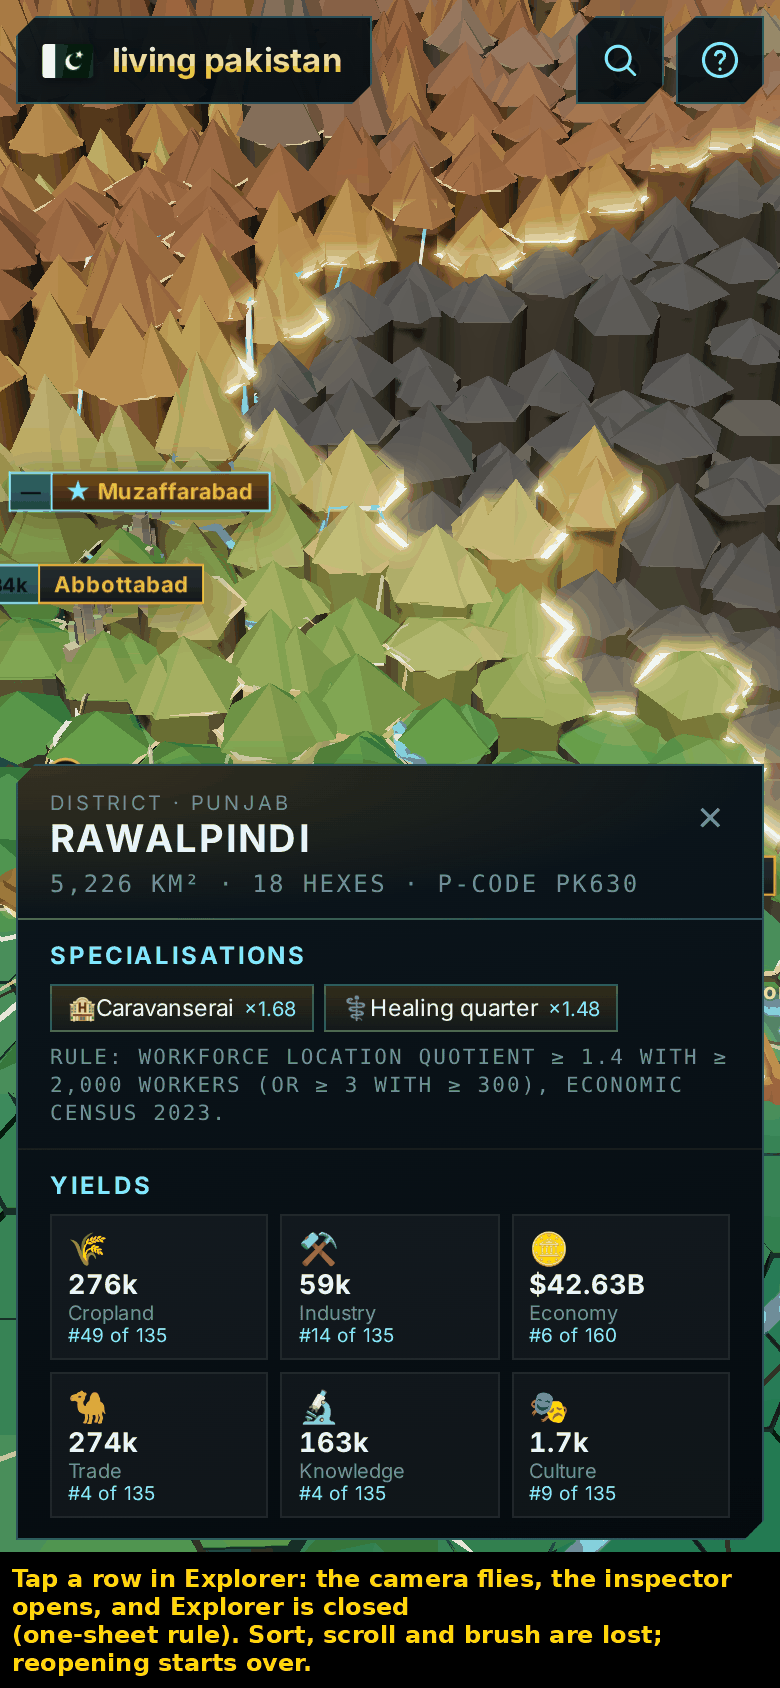 living pakistan
— ★ Muzaffarabad
34k Abbottabad
DISTRICT · PUNJAB
RAWALPINDI
5,226 KM² · 18 HEXES · P-CODE PK630
SPECIALISATIONS
Caravanserai ×1.68
Healing quarter ×1.48
RULE: WORKFORCE LOCATION QUOTIENT ≥ 1.4 WITH ≥
2,000 WORKERS (OR ≥ 3 WITH ≥ 300), ECONOMIC
CENSUS 2023.
YIELDS
276k
Cropland
#49 of 135
59k
Industry
#14 of 135
$42.63B
Economy
#6 of 160
274k
Trade
#4 of 135
163k
Knowledge
#4 of 135
1.7k
Culture
#9 of 135
Tap a row in Explorer: the camera flies, the inspector
opens, and Explorer is closed
(one-sheet rule). Sort, scroll and brush are lost;
reopening starts over.